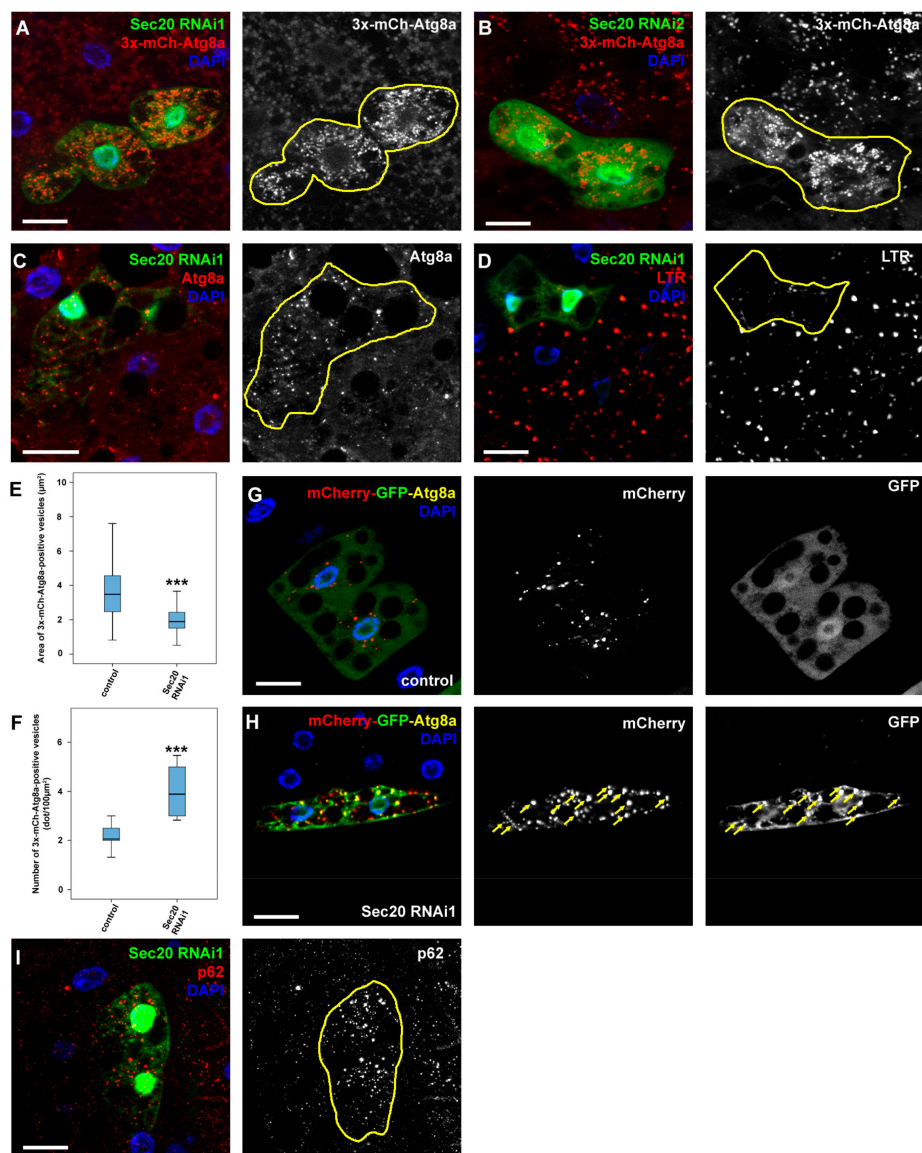 A
Sec20 RNAi1
3x-mCh-Atg8a
DAPI
3x-mCh-Atg8a
B
Sec20 RNAi2
3x-mCh-Atg8a
DAPI
3x-mCh-Atg8a
C
Sec20 RNAi1
Atg8a
DAPI
Atg8a
D
Sec20 RNAi1
LTR
DAPI
LTR
E
Area of 3x-mCh-Atg8a-positive vesicles (µm²)
10
8
6
4
2
0
***
control
Sec20
RNAi1
G
mCherry-GFP-Atg8a
DAPI
control
mCherry
GFP
F
Number of 3x-mCh-Atg8a-positive vesicles
(dot/100µm²)
6
4
2
0
***
control
Sec20
RNAi1
H
mCherry-GFP-Atg8a
DAPI
Sec20 RNAi1
mCherry
GFP
I
Sec20 RNAi1
p62
DAPI
p62